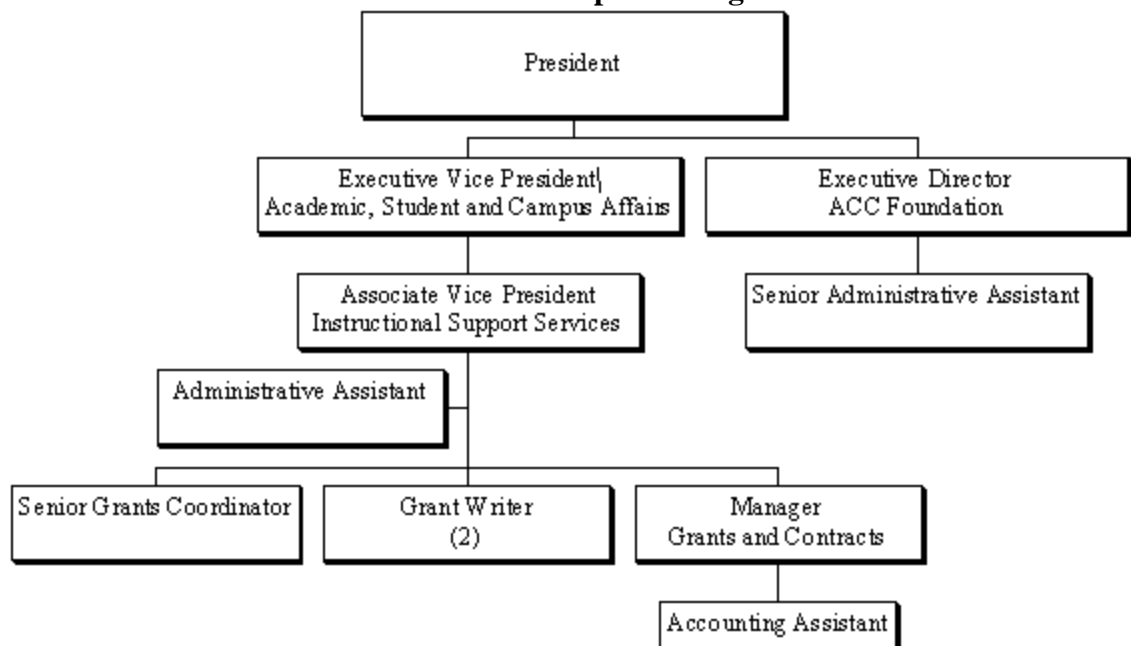 President
Executive Vice President\
Academic, Student and Campus Affairs
Executive Director
ACC Foundation
Associate Vice President
Instructional Support Services
Senior Administrative Assistant
Administrative Assistant
Senior Grants Coordinator
Grant Writer
(2)
Manager
Grants and Contracts
Accounting Assistant